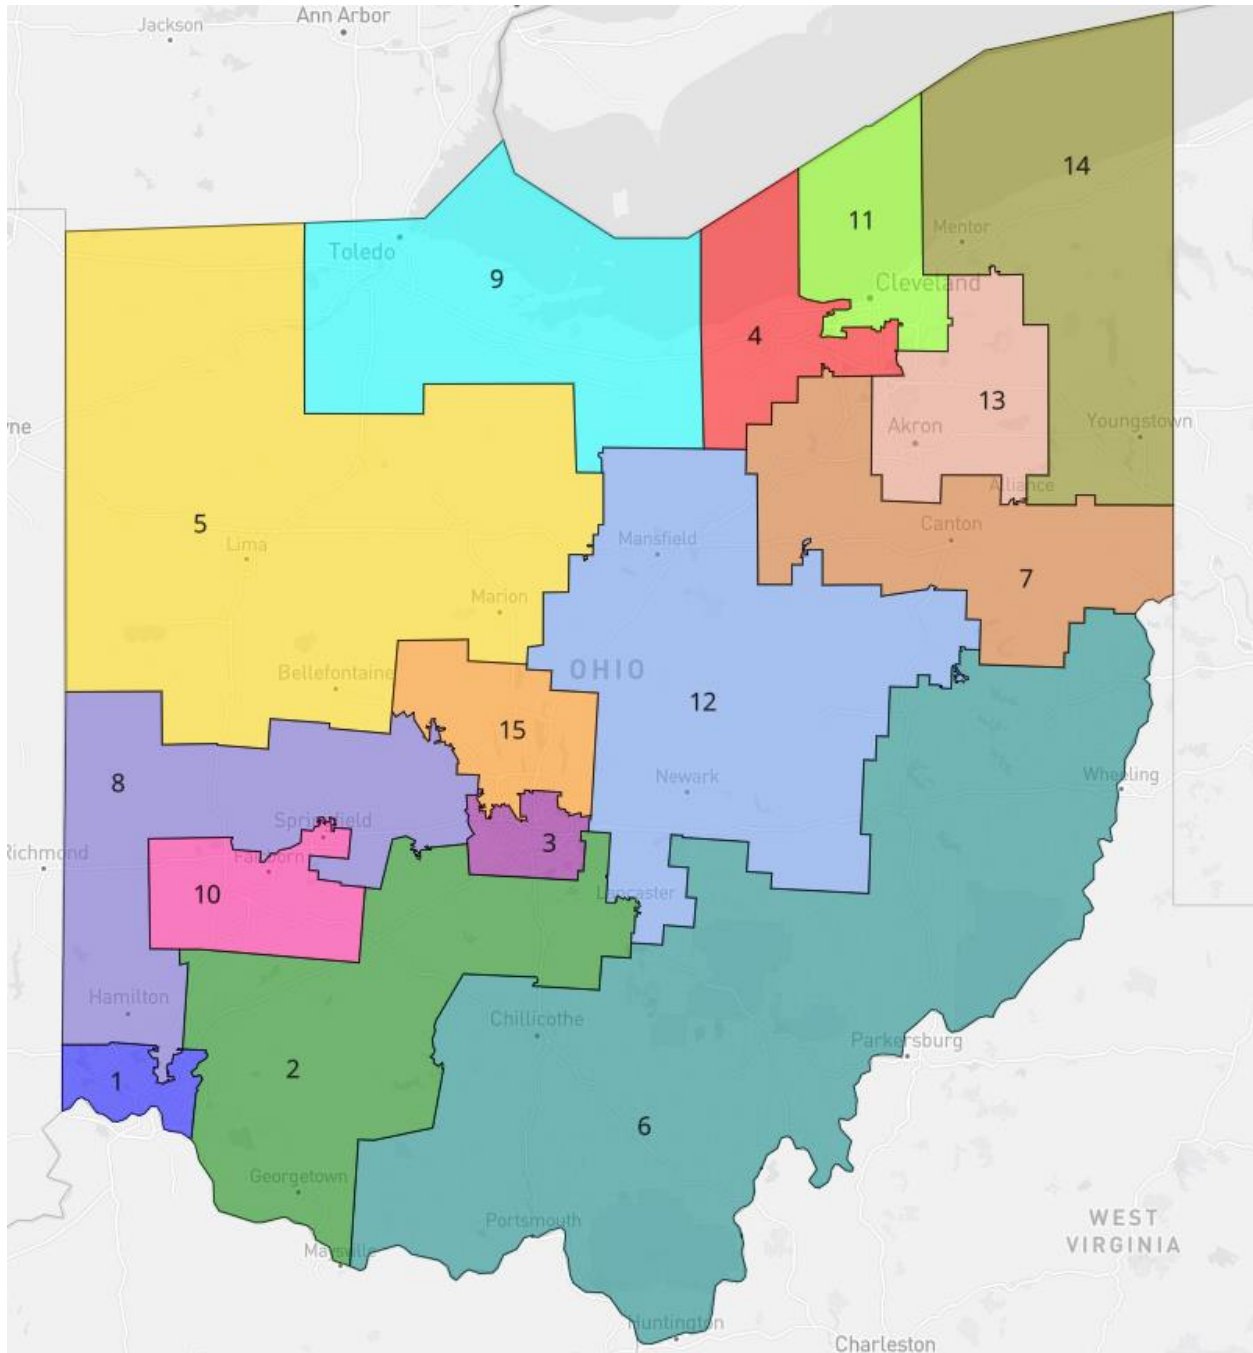 Jackson
Ann Arbor
14
11
Mentor
Toledo
9
Cleveland
4
13
Akron
Youngstown
ne
Alliance
5
Lima
Mansfield
Canton
7
Marion
OHIO
Bellefontaine
12
15
8
Newark
Wheeling
Springfield
3
Richmond
Fairborn
10
Lancaster
Hamilton
Chillicothe
Parkersburg
1
2
6
Georgetown
Portsmouth
WEST
VIRGINIA
Maysville
Huntington
Charleston